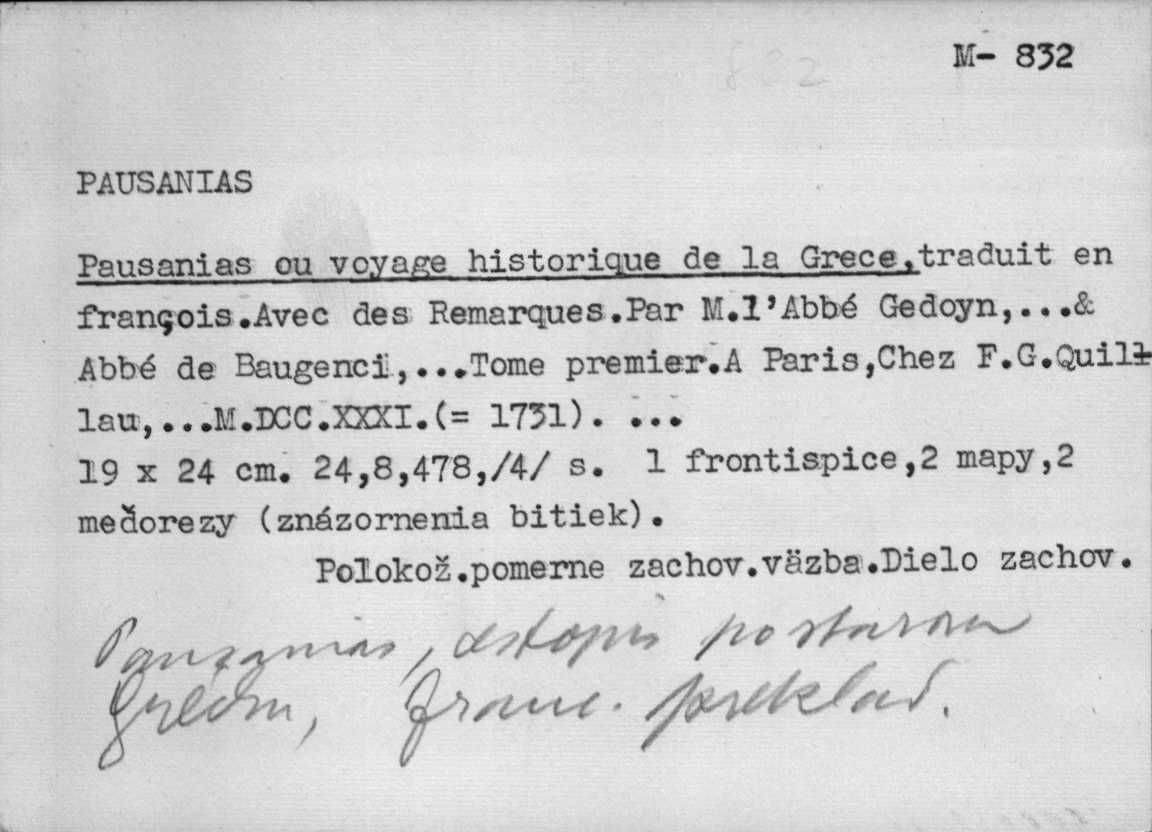 M- 832
802
PAUSANIAS
Pausanias ou voyage historique de la Grece,traduit en
françois.Avec des Remarques.Par M.l'Abbé Gedoyn,...&
Abbé de Baugenci,...Tome premier.A Paris,Chez F.G.Quill
lau,...M.DCC.XXXI.(= 1731). ...
19 x 24 cm. 24,8,478,/4/ s. 1 frontispice,2 mapy,2
meďorezy (znázornenia bitiek).
Polokož.pomerne zachov.väzba.Dielo zachov.
Pausanias, cestopis po starom
Grécku, franc. preklad.